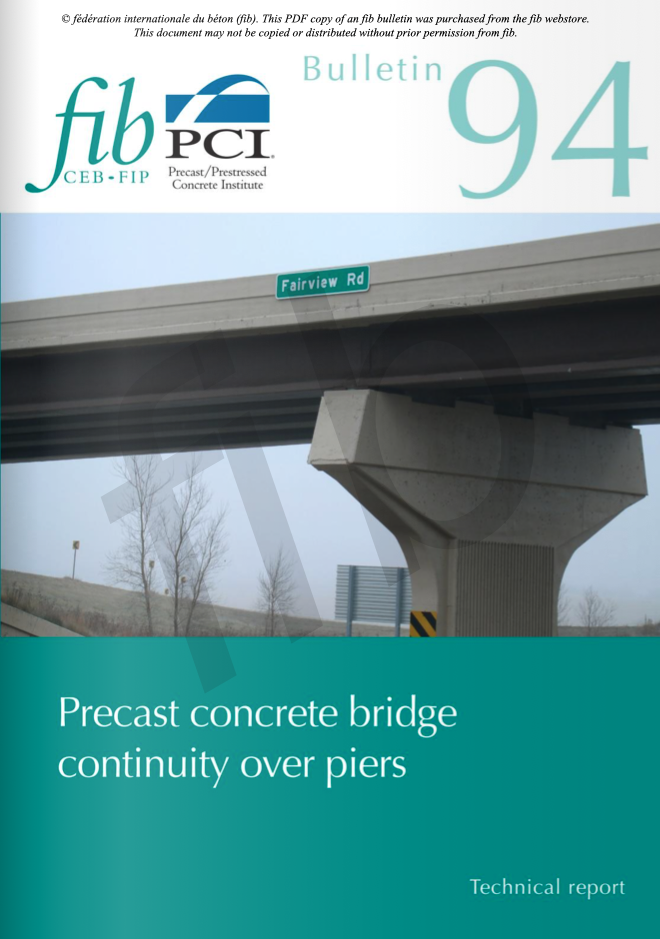 © fédération internationale du béton (fib). This PDF copy of an fib bulletin was purchased from the fib webstore.
This document may not be copied or distributed without prior permission from fib.
Bulletin 94
fib
CEB-FIP
PCI
Precast/Prestressed
Concrete Institute
Fairview Rd
fib
Precast concrete bridge
continuity over piers
Technical report